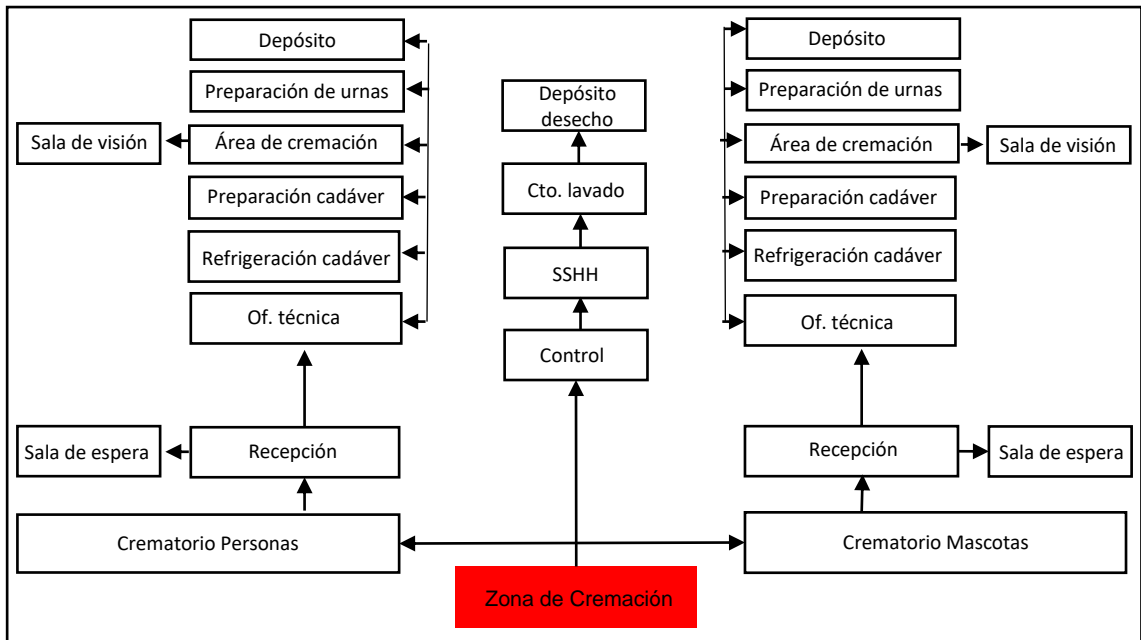 Depósito
Preparación de urnas
Sala de visión
Área de cremación
Preparación cadáver
Refrigeración cadáver
Of. técnica
Sala de espera
Recepción
Crematorio Personas
Depósito
desecho
Cto. lavado
SSHH
Control
Zona de Cremación
Depósito
Preparación de urnas
Área de cremación
Sala de visión
Preparación cadáver
Refrigeración cadáver
Of. técnica
Recepción
Sala de espera
Crematorio Mascotas